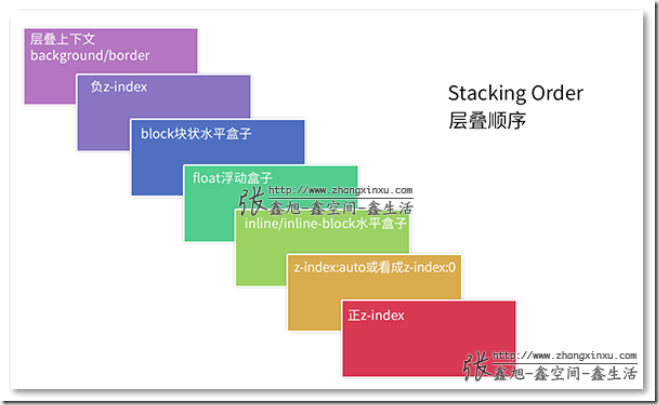 层叠上下文
background/border
负z-index
Stacking Order
层叠顺序
block块状水平盒子
float浮动盒子
张 http://www.zhangxinxu.com
鑫旭-鑫空间-鑫生活
inline/inline-block水平盒子
z-index:auto或看成z-index:0
正z-index
张 http://www.zhangxinxu.com
鑫旭-鑫空间-鑫生活